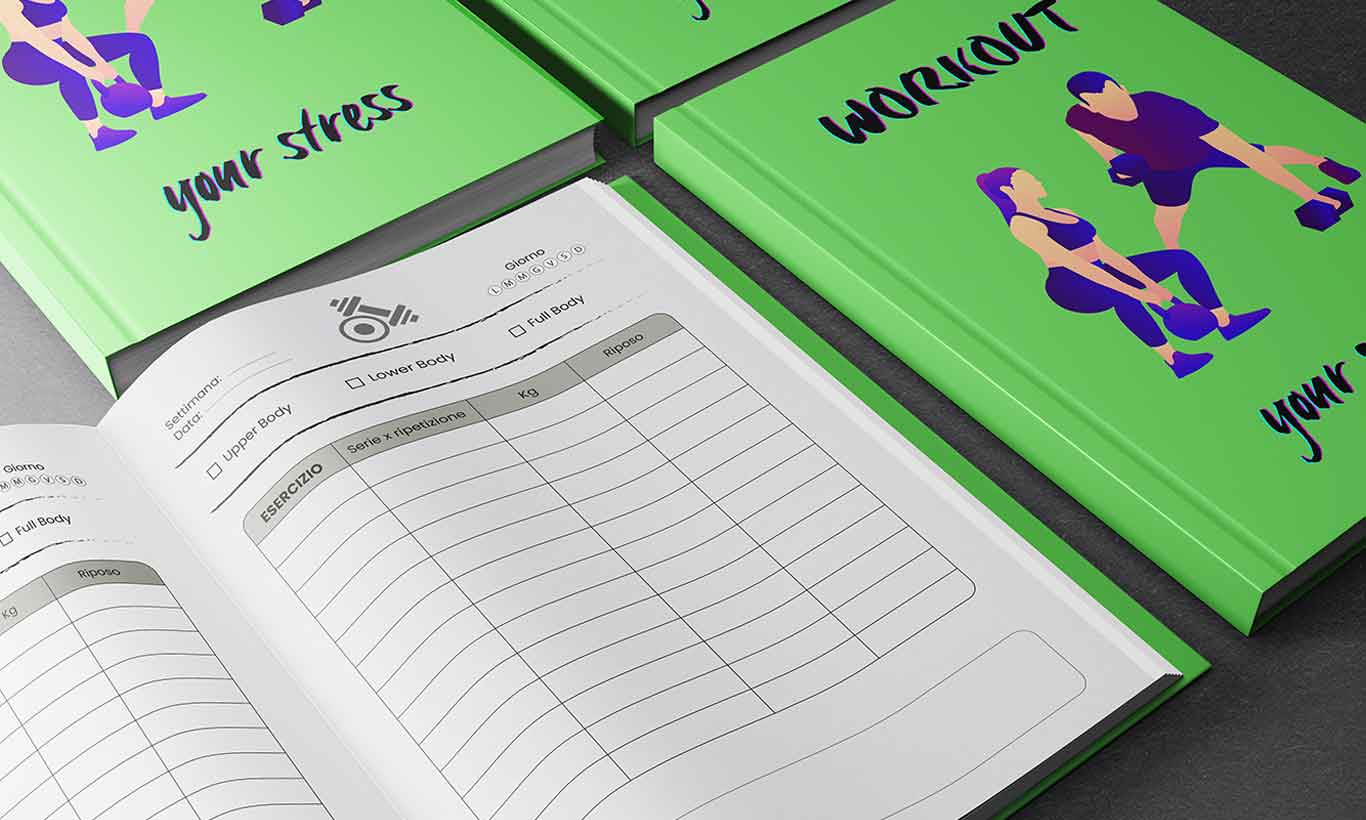 your stress
WORKOUT
your
Giorno
L M M G V S D
Settimana:
Data:
Upper Body Lower Body Full Body
ESERCIZIO Serie x ripetizione Kg Riposo
Giorno
M M G V S D
Full Body
Kg Riposo